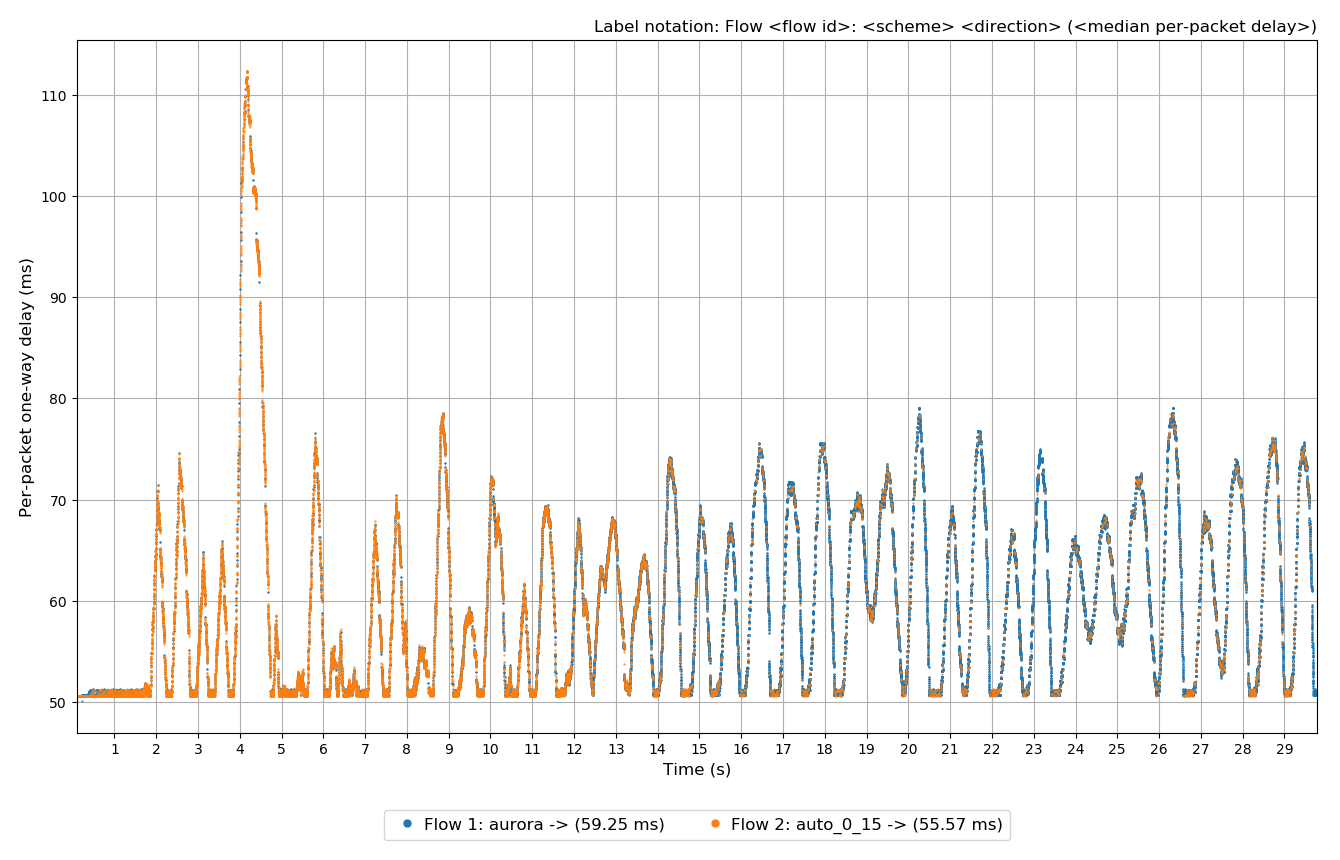 Label notation: Flow <flow id>: <scheme> <direction> (<median per-packet delay>)
Per-packet one-way delay (ms)
110
100
90
80
70
60
50
1 2 3 4 5 6 7 8 9 10 11 12 13 14 15 16 17 18 19 20 21 22 23 24 25 26 27 28 29
Time (s)
Flow 1: aurora -> (59.25 ms) Flow 2: auto_0_15 -> (55.57 ms)